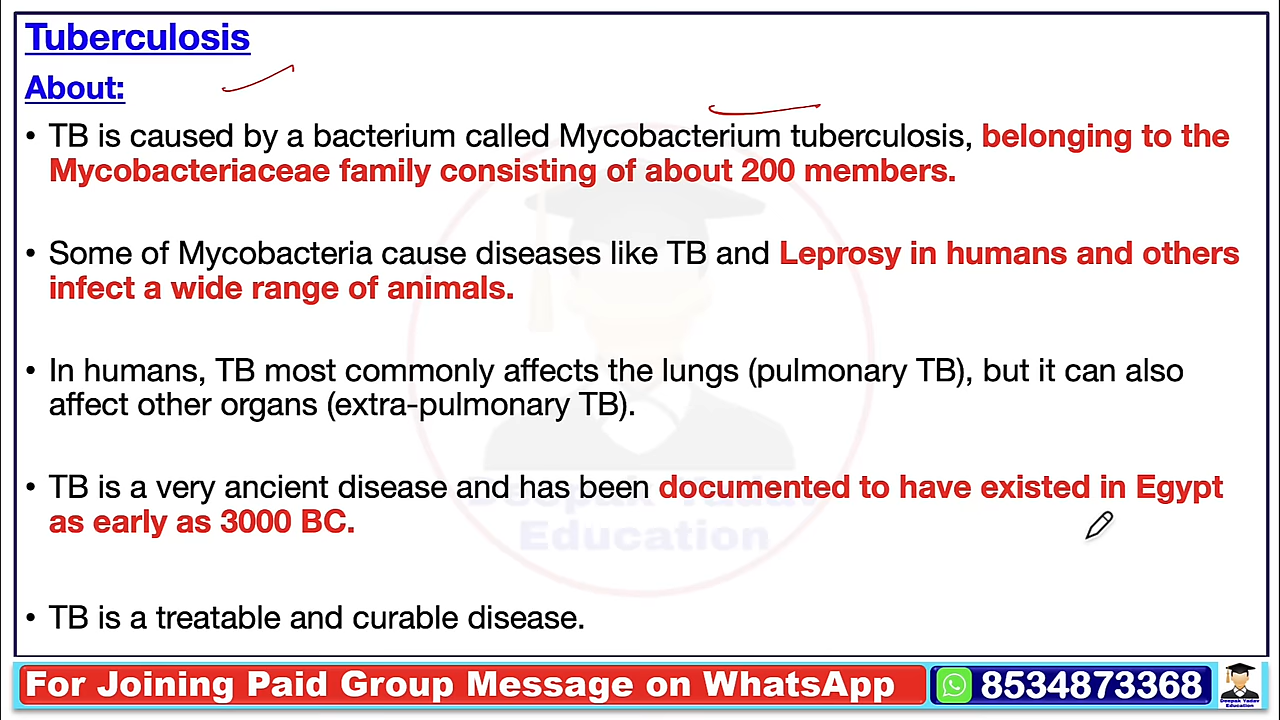 Tuberculosis
About:
• TB is caused by a bacterium called Mycobacterium tuberculosis, belonging to the
Mycobacteriaceae family consisting of about 200 members.
• Some of Mycobacteria cause diseases like TB and Leprosy in humans and others
infect a wide range of animals.
• In humans, TB most commonly affects the lungs (pulmonary TB), but it can also
affect other organs (extra-pulmonary TB).
• TB is a very ancient disease and has been documented to have existed in Egypt
as early as 3000 BC.
Education
• TB is a treatable and curable disease.
For Joining Paid Group Message on WhatsApp 8534873368
Deepak Yadav
Education